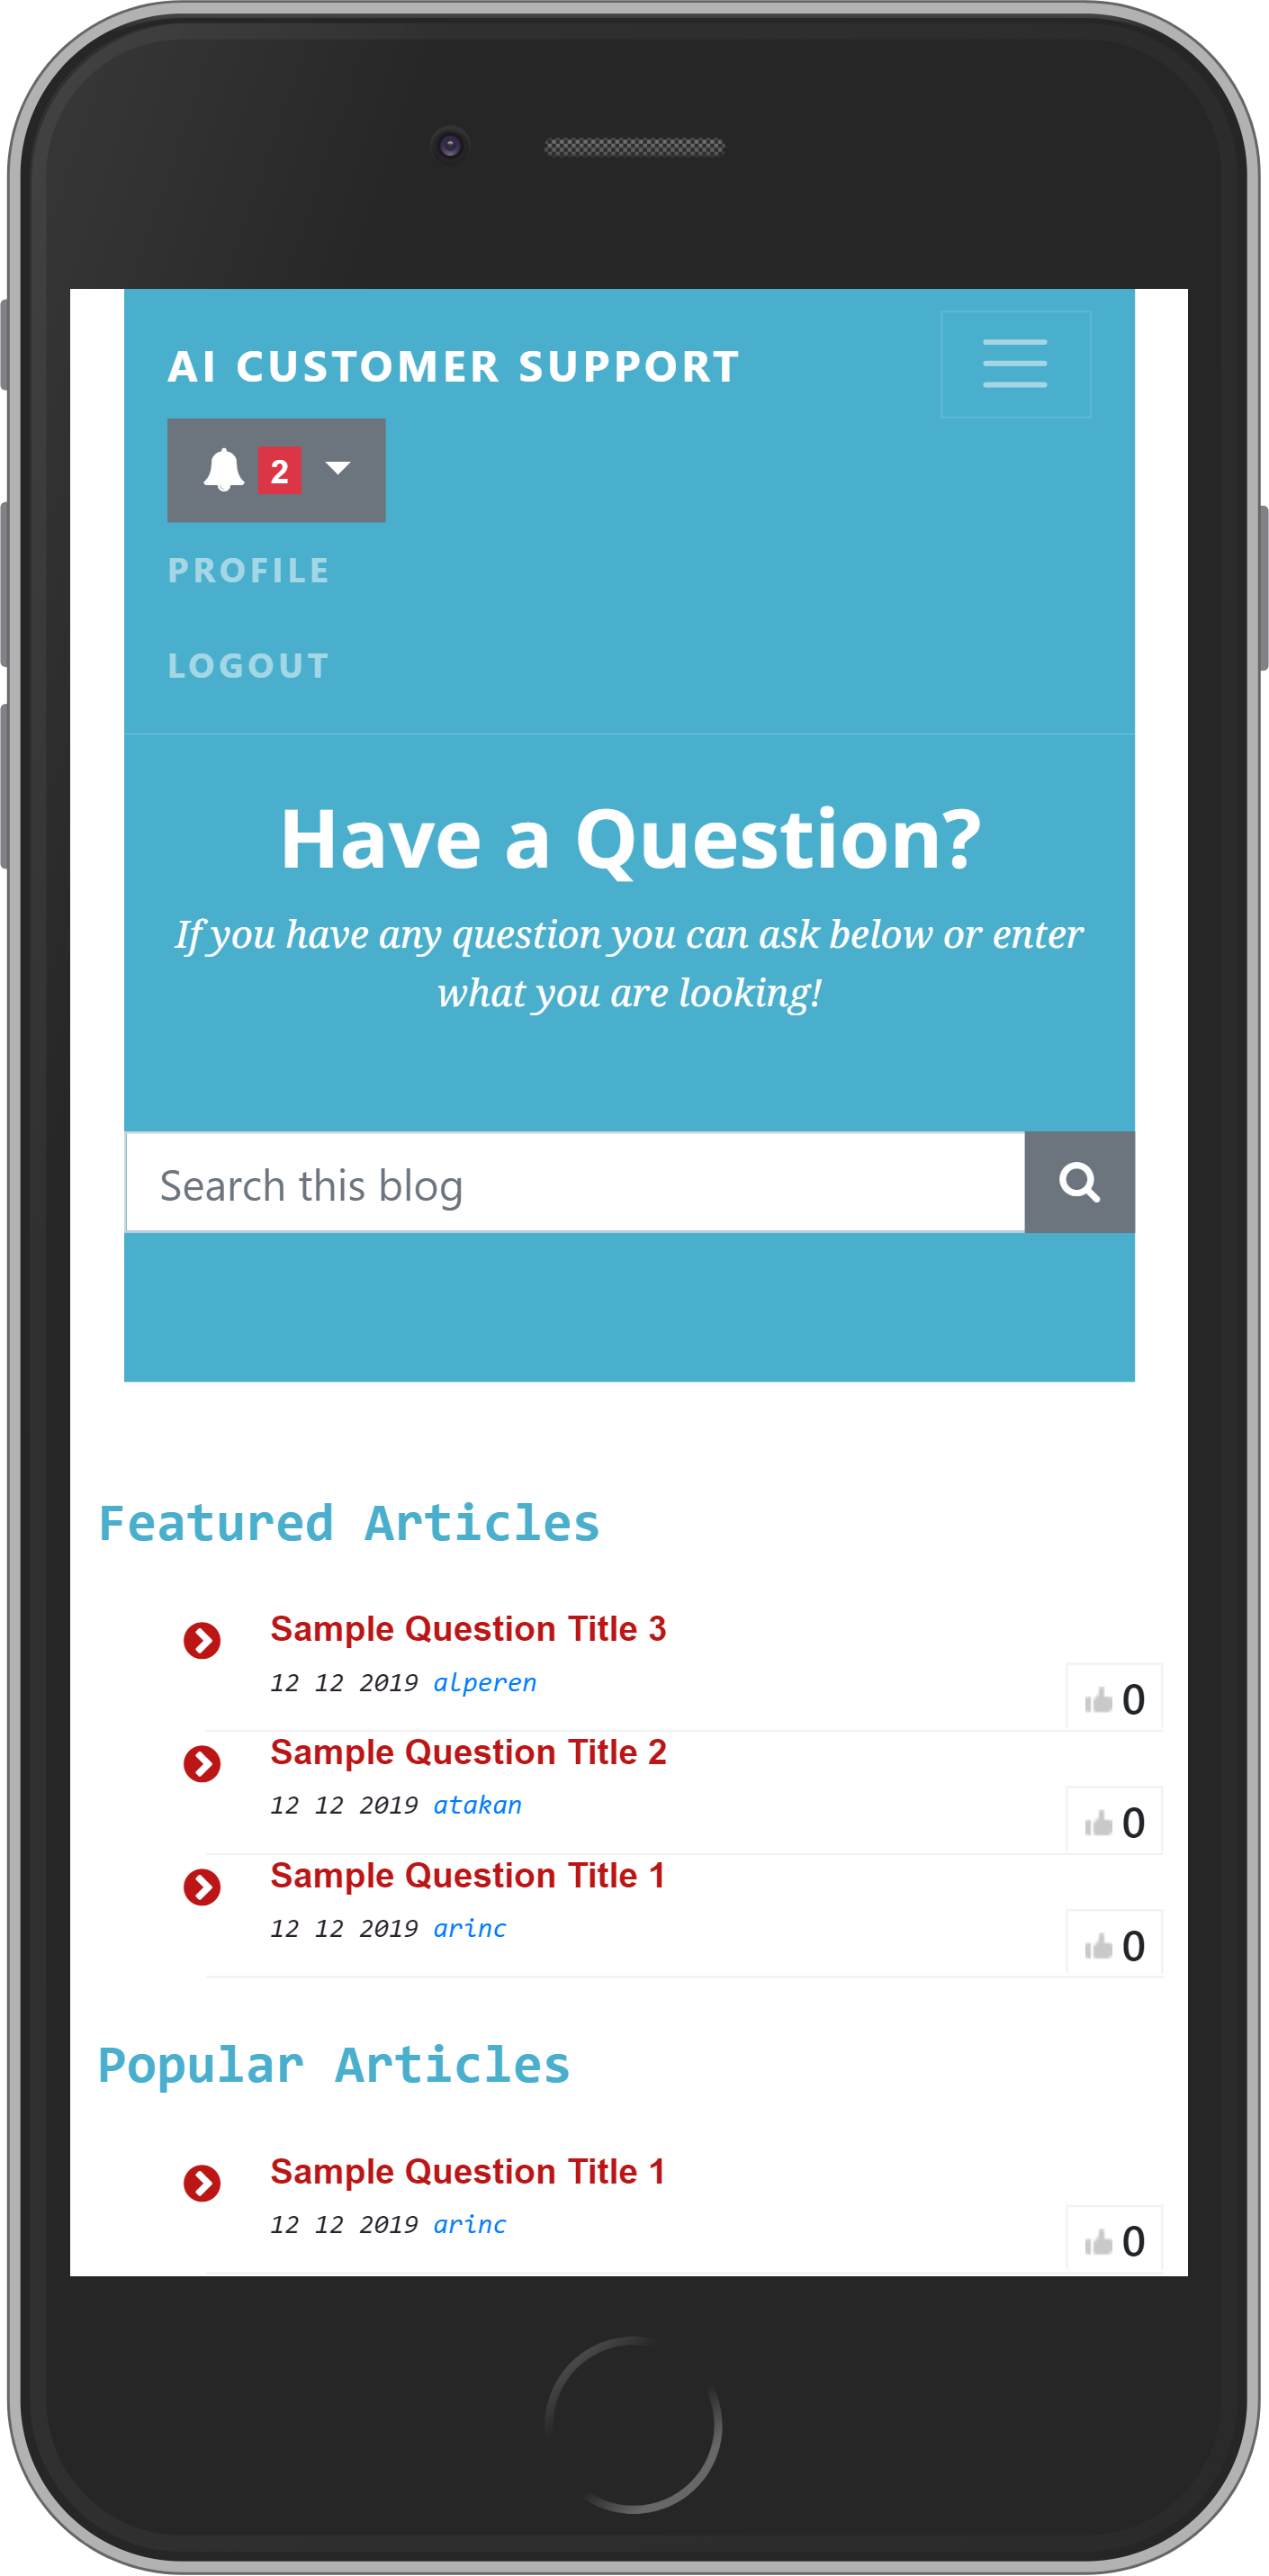 AI CUSTOMER SUPPORT
2
PROFILE
LOGOUT
Have a Question?
If you have any question you can ask below or enter
what you are looking!
Search this blog
Featured Articles
Sample Question Title 3
12 12 2019 alperen
0
Sample Question Title 2
12 12 2019 atakan
0
Sample Question Title 1
12 12 2019 arinc
0
Popular Articles
Sample Question Title 1
12 12 2019 arinc
0